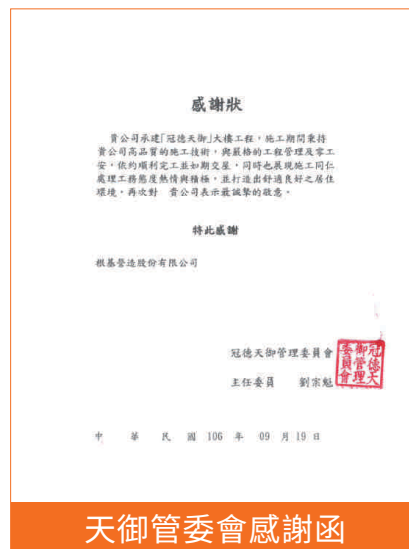 感謝狀
貴公司承建「冠德天御」大樓工程，施工期間秉持
貴公司高品質的施工技術，與嚴格的工程管理及零工
安，依約順利完工並如期交屋，同時也展現施工同仁
處理工務態度熱情與積極，並打造出舒適良好之居住
環境。再次對　貴公司表示最誠摯的敬意。
特此感謝
根基營造股份有限公司
冠德天御管理委員會
主任委員　劉宗魁
冠德天
御管理
委員會
中　華　民　國 106 年 09 月 19 日
天御管委會感謝函